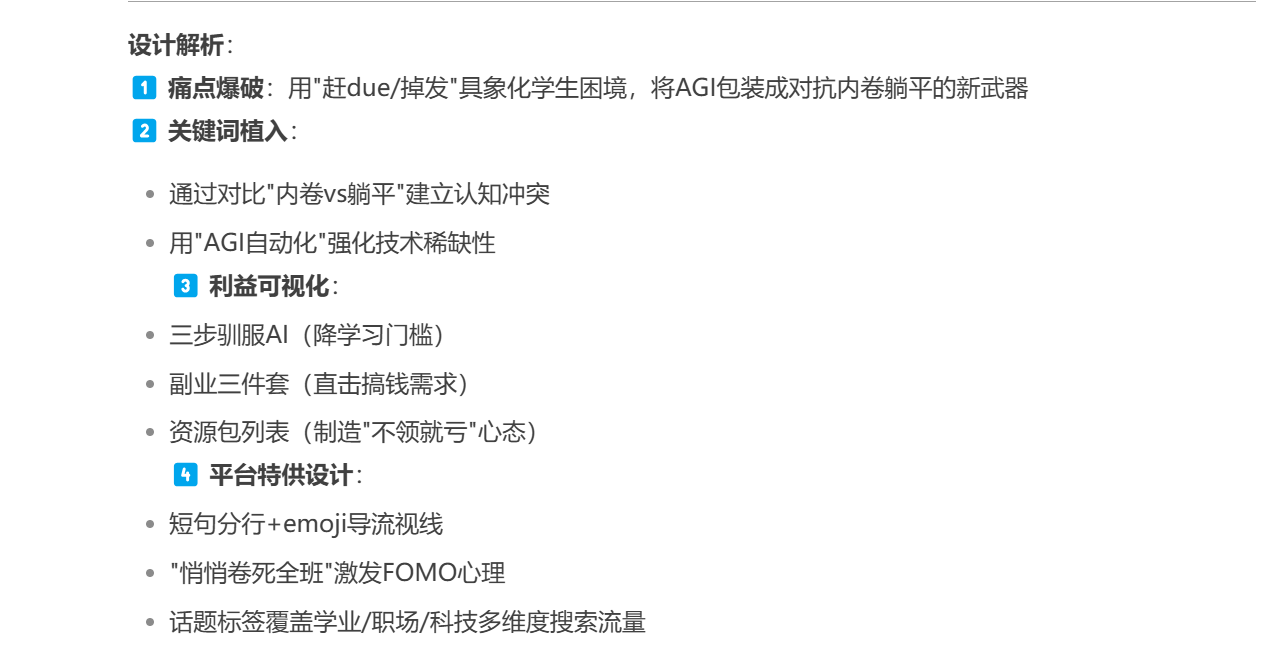 设计解析：
1 痛点爆破：用"赶due/掉发"具象化学生困境，将AGI包装成对抗内卷躺平的新武器
2 关键词植入：
• 通过对比"内卷vs躺平"建立认知冲突
• 用"AGI自动化"强化技术稀缺性
3 利益可视化：
• 三步驯服AI（降学习门槛）
• 副业三件套（直击搞钱需求）
• 资源包列表（制造"不领就亏"心态）
4 平台特供设计：
• 短句分行+emoji导流视线
• "悄悄卷死全班"激发FOMO心理
• 话题标签覆盖学业/职场/科技多维度搜索流量